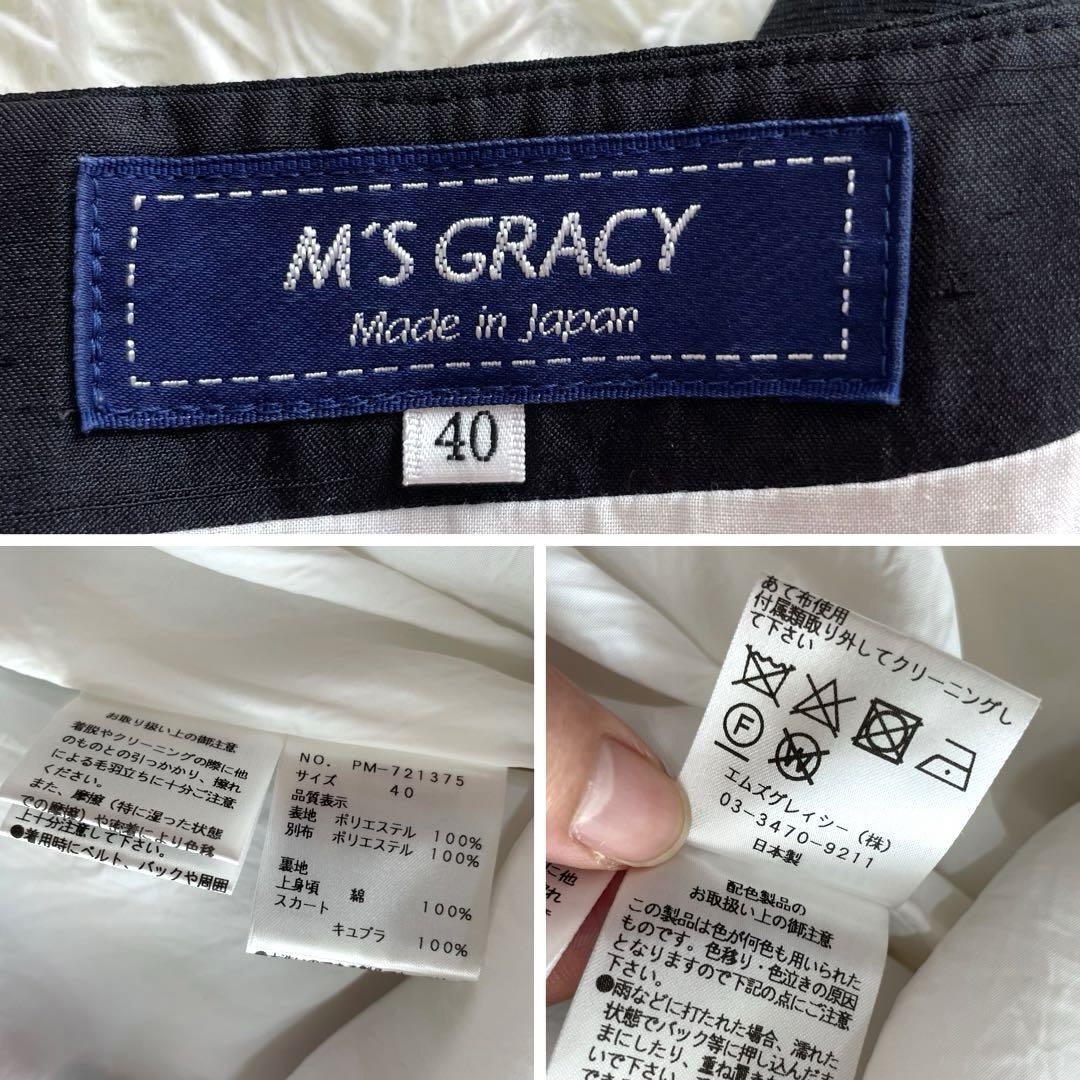 M'S GRACY
Made in Japan
40
お取り扱い上の御注意
着脱やクリーニングの際に他
のものとの引っかかり、擦れ
による毛羽立ちに十分ご注意
ください。
また、摩擦(特に湿った状態
での摩擦)や密着により色移
上十分注意して下さい。
●着用時にベルト、バックや周囲
NO. PM-721375
サイズ 40
品質表示
表地 ポリエステル 100%
別布 ポリエステル 100%
裏地
上身頃 綿 100%
スカート
キュプラ 100%
あて布使用
付属類取り外してクリーニングし
て下さい
F
W
エムズグレイシー(株)
03-3470-9211
日本製
配色製品の
お取扱い上の御注意
この製品は色が何色も用いられた
ものです。色移り・色泣きの原因
となりますので下記の点にご注意
下さい。
●雨などに打たれた場合、濡れた
状態でバック等に押し込んだま
まにしたり、重ね置き
いで下さい。